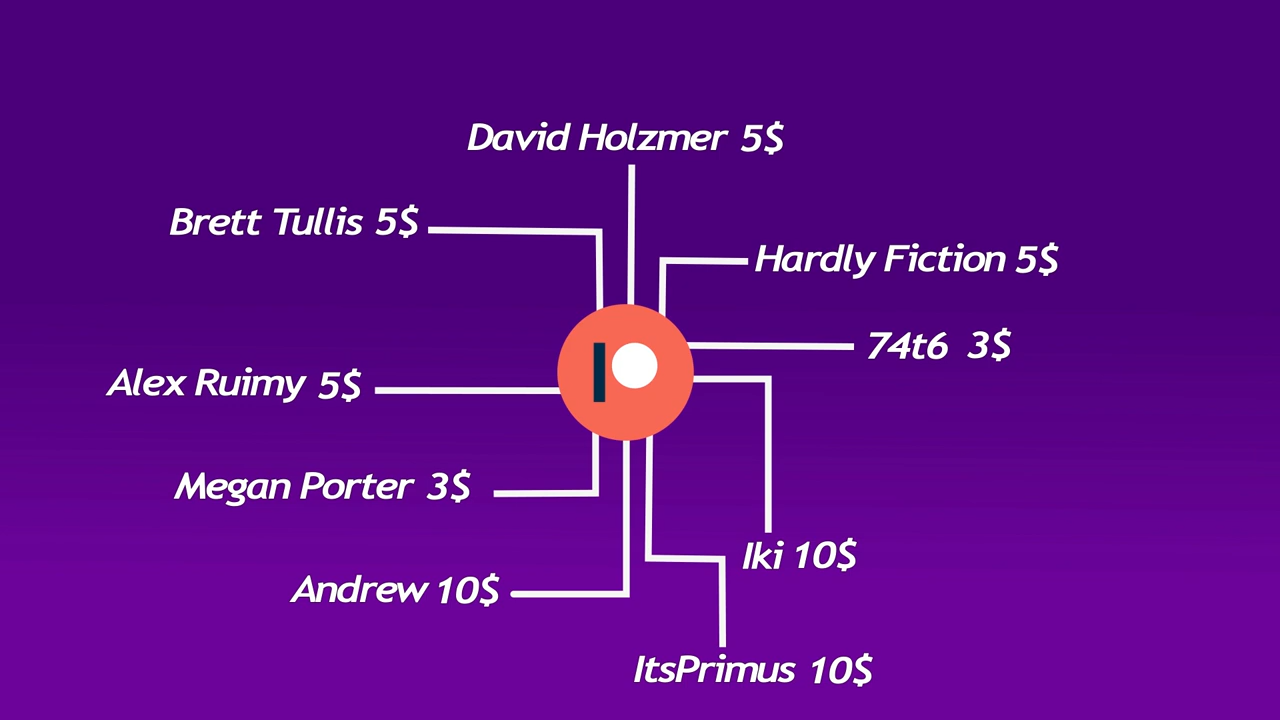 David Holzmer 5$
Brett Tullis 5$
Hardly Fiction 5$
74t6 3$
Alex Ruimy 5$
Megan Porter 3$
Iki 10$
Andrew 10$
ItsPrimus 10$